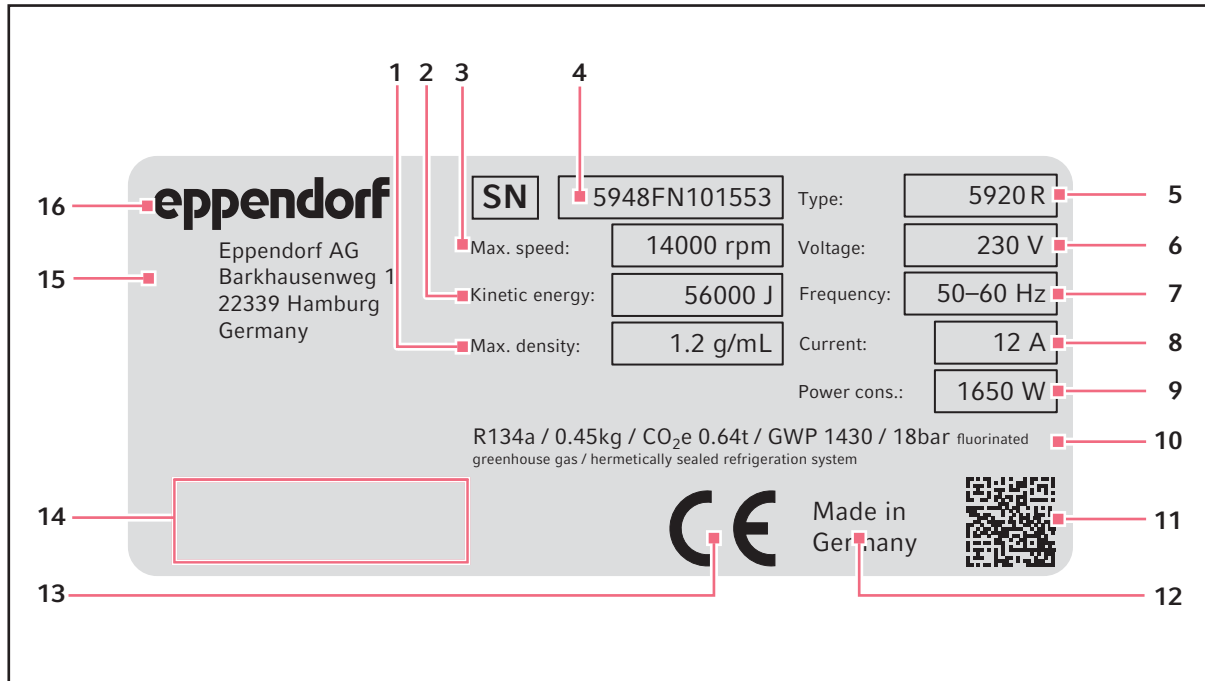 1 2 3 4
16 eppendorf SN 5948FN101553 Type: 5920 R 5
15 Eppendorf AG Max. speed: 14000 rpm Voltage: 230 V 6
Barkhausenweg 1
2 Kinetic energy: 56000 J Frequency: 50–60 Hz 7
22339 Hamburg
Germany
Max. density: 1.2 g/mL Current: 12 A 8
Power cons.: 1650 W 9
R134a / 0.45kg / CO₂e 0.64t / GWP 1430 / 18bar fluorinated 10
greenhouse gas / hermetically sealed refrigeration system
14 CE Made in 11
Germany
13 12